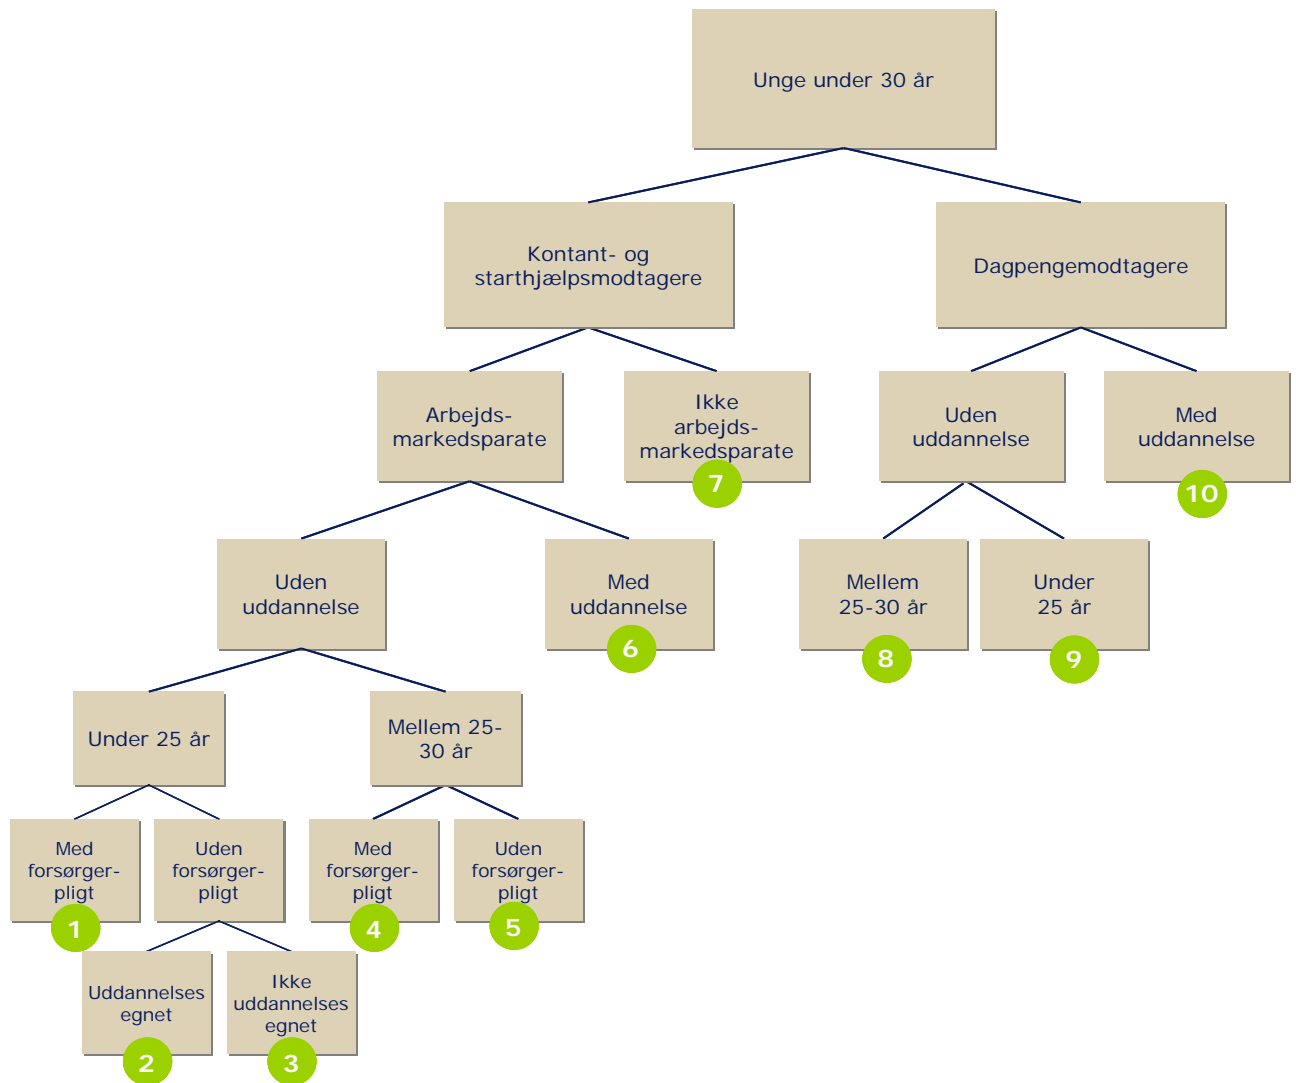 Unge under 30 år
Kontant- og
starthjælpsmodtagere
Dagpengemodtagere
Arbejds-
markedsparate
Ikke
arbejds-
markedsparate
7
Uden
uddannelse
Med
uddannelse
10
Uden
uddannelse
Med
uddannelse
6
Mellem
25-30 år
8
Under
25 år
9
Under 25 år
Mellem 25-
30 år
Med
forsørger-
pligt
1
Uden
forsørger-
pligt
Med
forsørger-
pligt
4
Uden
forsørger-
pligt
5
Uddannelses
egnet
2
Ikke
uddannelses
egnet
3